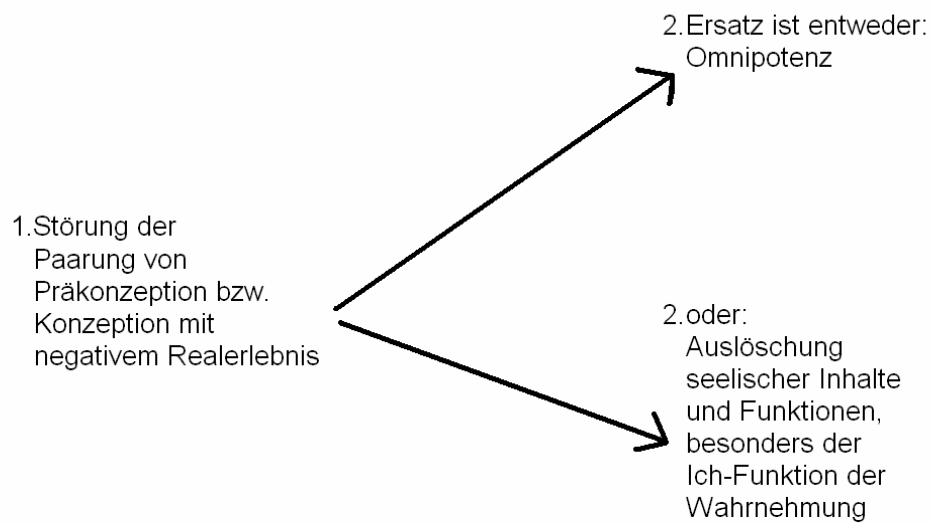 1.Störung der
Paarung von
Präkonzeption bzw.
Konzeption mit
negativem Realerlebnis
2.Ersatz ist entweder:
Omnipotenz
2.oder:
Auslöschung
seelischer Inhalte
und Funktionen,
besonders der
Ich-Funktion der
Wahrnehmung